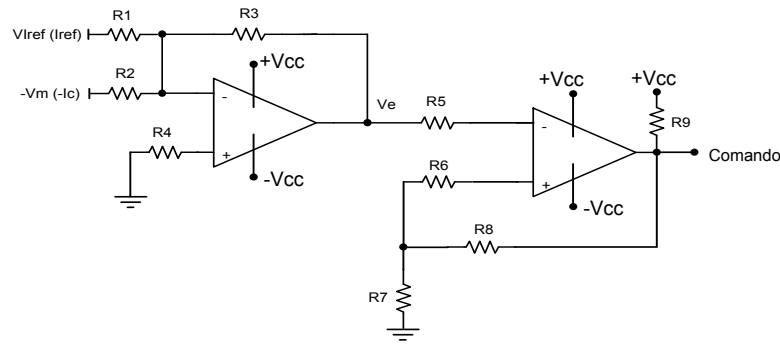 R1
R3
VIref (Iref)
R2
+Vcc
-Vm (-Ic)
-
Ve
R5
+Vcc
+Vcc
R9
-
R4
+
-Vcc
R6
+
Comando
-Vcc
R8
R7